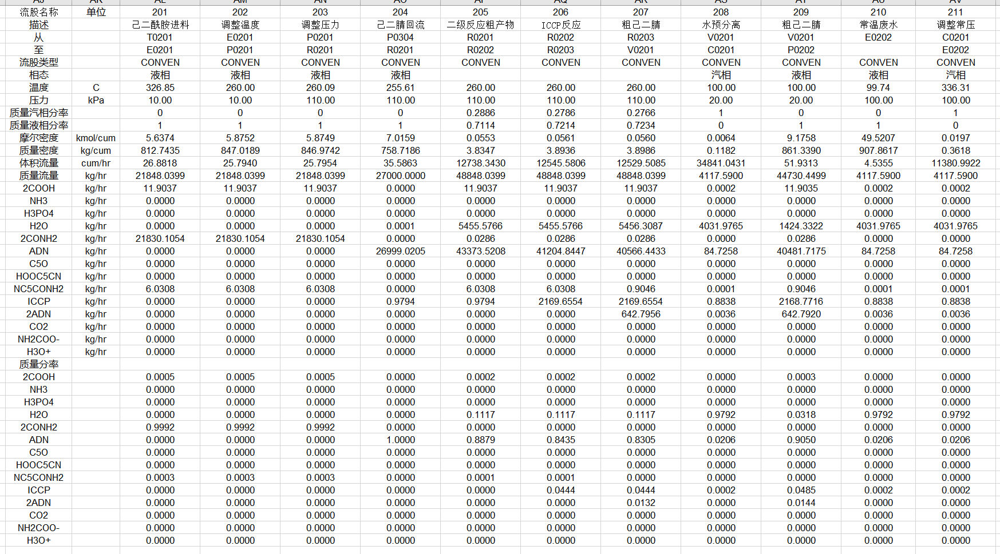 AJ AK AL AM AN AO AP AQ AR AS AT AU AV
流股名称 单位 201 202 203 204 205 206 207 208 209 210 211
描述 己二酰胺进料 调整温度 调整压力 己二腈回流 二级反应粗产物 ICCP反应 粗己二腈 水预分离 粗己二腈 常温废水 调整常压
从 T0201 E0201 P0201 P0304 R0201 R0202 R0203 V0201 V0201 E0202 C0201
至 E0201 P0201 R0201 R0201 R0202 R0203 V0201 C0201 P0202 E0202
流股类型 CONVEN CONVEN CONVEN CONVEN CONVEN CONVEN CONVEN CONVEN CONVEN CONVEN CONVEN
相态 液相 液相 液相 液相 汽相 液相 液相 汽相
温度 C 326.85 260.00 260.09 255.61 260.00 260.00 260.00 100.00 100.00 99.74 336.31
压力 kPa 10.00 10.00 110.00 110.00 110.00 110.00 110.00 20.00 20.00 100.00 100.00
质量汽相分率 0 0 0 0 0.2886 0.2786 0.2766 1 0 0 1
质量液相分率 1 1 1 1 0.7114 0.7214 0.7234 0 1 1 0
摩尔密度 kmol/cum 5.6374 5.8752 5.8749 7.0159 0.0553 0.0561 0.0560 0.0064 9.1758 49.5207 0.0197
质量密度 kg/cum 812.7435 847.0189 846.9742 758.7186 3.8347 3.8936 3.8986 0.1182 861.3390 907.8617 0.3618
体积流量 cum/hr 26.8818 25.7940 25.7954 35.5863 12738.3430 12545.5806 12529.5085 34841.0431 51.9313 4.5355 11380.9922
质量流量 kg/hr 21848.0399 21848.0399 21848.0399 27000.0000 48848.0399 48848.0399 48848.0399 4117.5900 44730.4499 4117.5900 4117.5900
2COOH kg/hr 11.9037 11.9037 11.9037 0.0000 11.9037 11.9037 11.9037 0.0002 11.9035 0.0002 0.0002
NH3 kg/hr 0.0000 0.0000 0.0000 0.0000 0.0000 0.0000 0.0000 0.0000 0.0000 0.0000 0.0000
H3PO4 kg/hr 0.0000 0.0000 0.0000 0.0000 0.0000 0.0000 0.0000 0.0000 0.0000 0.0000 0.0000
H2O kg/hr 0.0000 0.0000 0.0000 0.0001 5455.5766 5455.5766 5456.3087 4031.9765 1424.3322 4031.9765 4031.9765
2CONH2 kg/hr 21830.1054 21830.1054 21830.1054 0.0000 0.0286 0.0286 0.0286 0.0000 0.0286 0.0000 0.0000
ADN kg/hr 0.0000 0.0000 0.0000 26999.0205 43373.5208 41204.8447 40566.4433 84.7258 40481.7175 84.7258 84.7258
C5O kg/hr 0.0000 0.0000 0.0000 0.0000 0.0000 0.0000 0.0000 0.0000 0.0000 0.0000 0.0000
HOOC5CN kg/hr 0.0000 0.0000 0.0000 0.0000 0.0000 0.0000 0.0000 0.0000 0.0000 0.0000 0.0000
NC5CONH2 kg/hr 6.0308 6.0308 6.0308 0.0000 6.0308 6.0308 0.9046 0.0001 0.9046 0.0001 0.0001
ICCP kg/hr 0.0000 0.0000 0.0000 0.9794 0.9794 2169.6554 2169.6554 0.8838 2168.7716 0.8838 0.8838
2ADN kg/hr 0.0000 0.0000 0.0000 0.0000 0.0000 0.0000 642.7956 0.0036 642.7920 0.0036 0.0036
CO2 kg/hr 0.0000 0.0000 0.0000 0.0000 0.0000 0.0000 0.0000 0.0000 0.0000 0.0000 0.0000
NH2COO- kg/hr 0.0000 0.0000 0.0000 0.0000 0.0000 0.0000 0.0000 0.0000 0.0000 0.0000 0.0000
H3O+ kg/hr 0.0000 0.0000 0.0000 0.0000 0.0000 0.0000 0.0000 0.0000 0.0000 0.0000 0.0000
质量分率
2COOH 0.0005 0.0005 0.0005 0.0000 0.0002 0.0002 0.0002 0.0000 0.0003 0.0000 0.0000
NH3 0.0000 0.0000 0.0000 0.0000 0.0000 0.0000 0.0000 0.0000 0.0000 0.0000 0.0000
H3PO4 0.0000 0.0000 0.0000 0.0000 0.0000 0.0000 0.0000 0.0000 0.0000 0.0000 0.0000
H2O 0.0000 0.0000 0.0000 0.0000 0.1117 0.1117 0.1117 0.9792 0.0318 0.9792 0.9792
2CONH2 0.9992 0.9992 0.9992 0.0000 0.0000 0.0000 0.0000 0.0000 0.0000 0.0000 0.0000
ADN 0.0000 0.0000 0.0000 1.0000 0.8879 0.8435 0.8305 0.0206 0.9050 0.0206 0.0206
C5O 0.0000 0.0000 0.0000 0.0000 0.0000 0.0000 0.0000 0.0000 0.0000 0.0000 0.0000
HOOC5CN 0.0000 0.0000 0.0000 0.0000 0.0000 0.0000 0.0000 0.0000 0.0000 0.0000 0.0000
NC5CONH2 0.0003 0.0003 0.0003 0.0000 0.0001 0.0001 0.0000 0.0000 0.0000 0.0000 0.0000
ICCP 0.0000 0.0000 0.0000 0.0000 0.0000 0.0444 0.0444 0.0002 0.0485 0.0002 0.0002
2ADN 0.0000 0.0000 0.0000 0.0000 0.0000 0.0000 0.0132 0.0000 0.0144 0.0000 0.0000
CO2 0.0000 0.0000 0.0000 0.0000 0.0000 0.0000 0.0000 0.0000 0.0000 0.0000 0.0000
NH2COO- 0.0000 0.0000 0.0000 0.0000 0.0000 0.0000 0.0000 0.0000 0.0000 0.0000 0.0000
H3O+ 0.0000 0.0000 0.0000 0.0000 0.0000 0.0000 0.0000 0.0000 0.0000 0.0000 0.0000